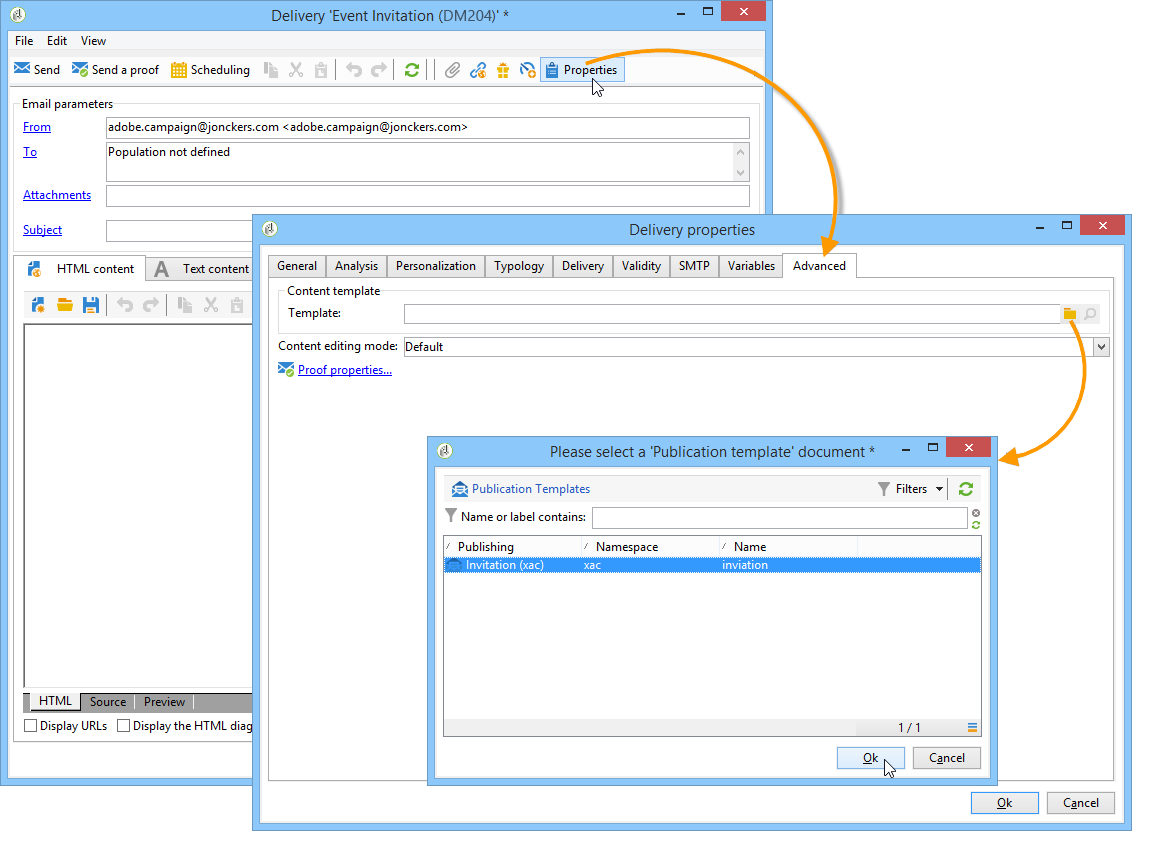 Delivery 'Event Invitation (DM204)' *
File Edit View
Send Send a proof Scheduling Properties
Email parameters
From adobe.campaign@jonckers.com <adobe.campaign@jonckers.com>
To Population not defined
Attachments
Subject
HTML content Text content
HTML Source Preview
Display URLs Display the HTML diag
Delivery properties
General Analysis Personalization Typology Delivery Validity SMTP Variables Advanced
Content template
Template:
Content editing mode: Default
Proof properties...
Please select a 'Publication template' document *
Publication Templates Filters
Name or label contains:
Publishing Namespace Name
Invitation (xac) xac inviation
1 / 1
Ok Cancel
Ok Cancel